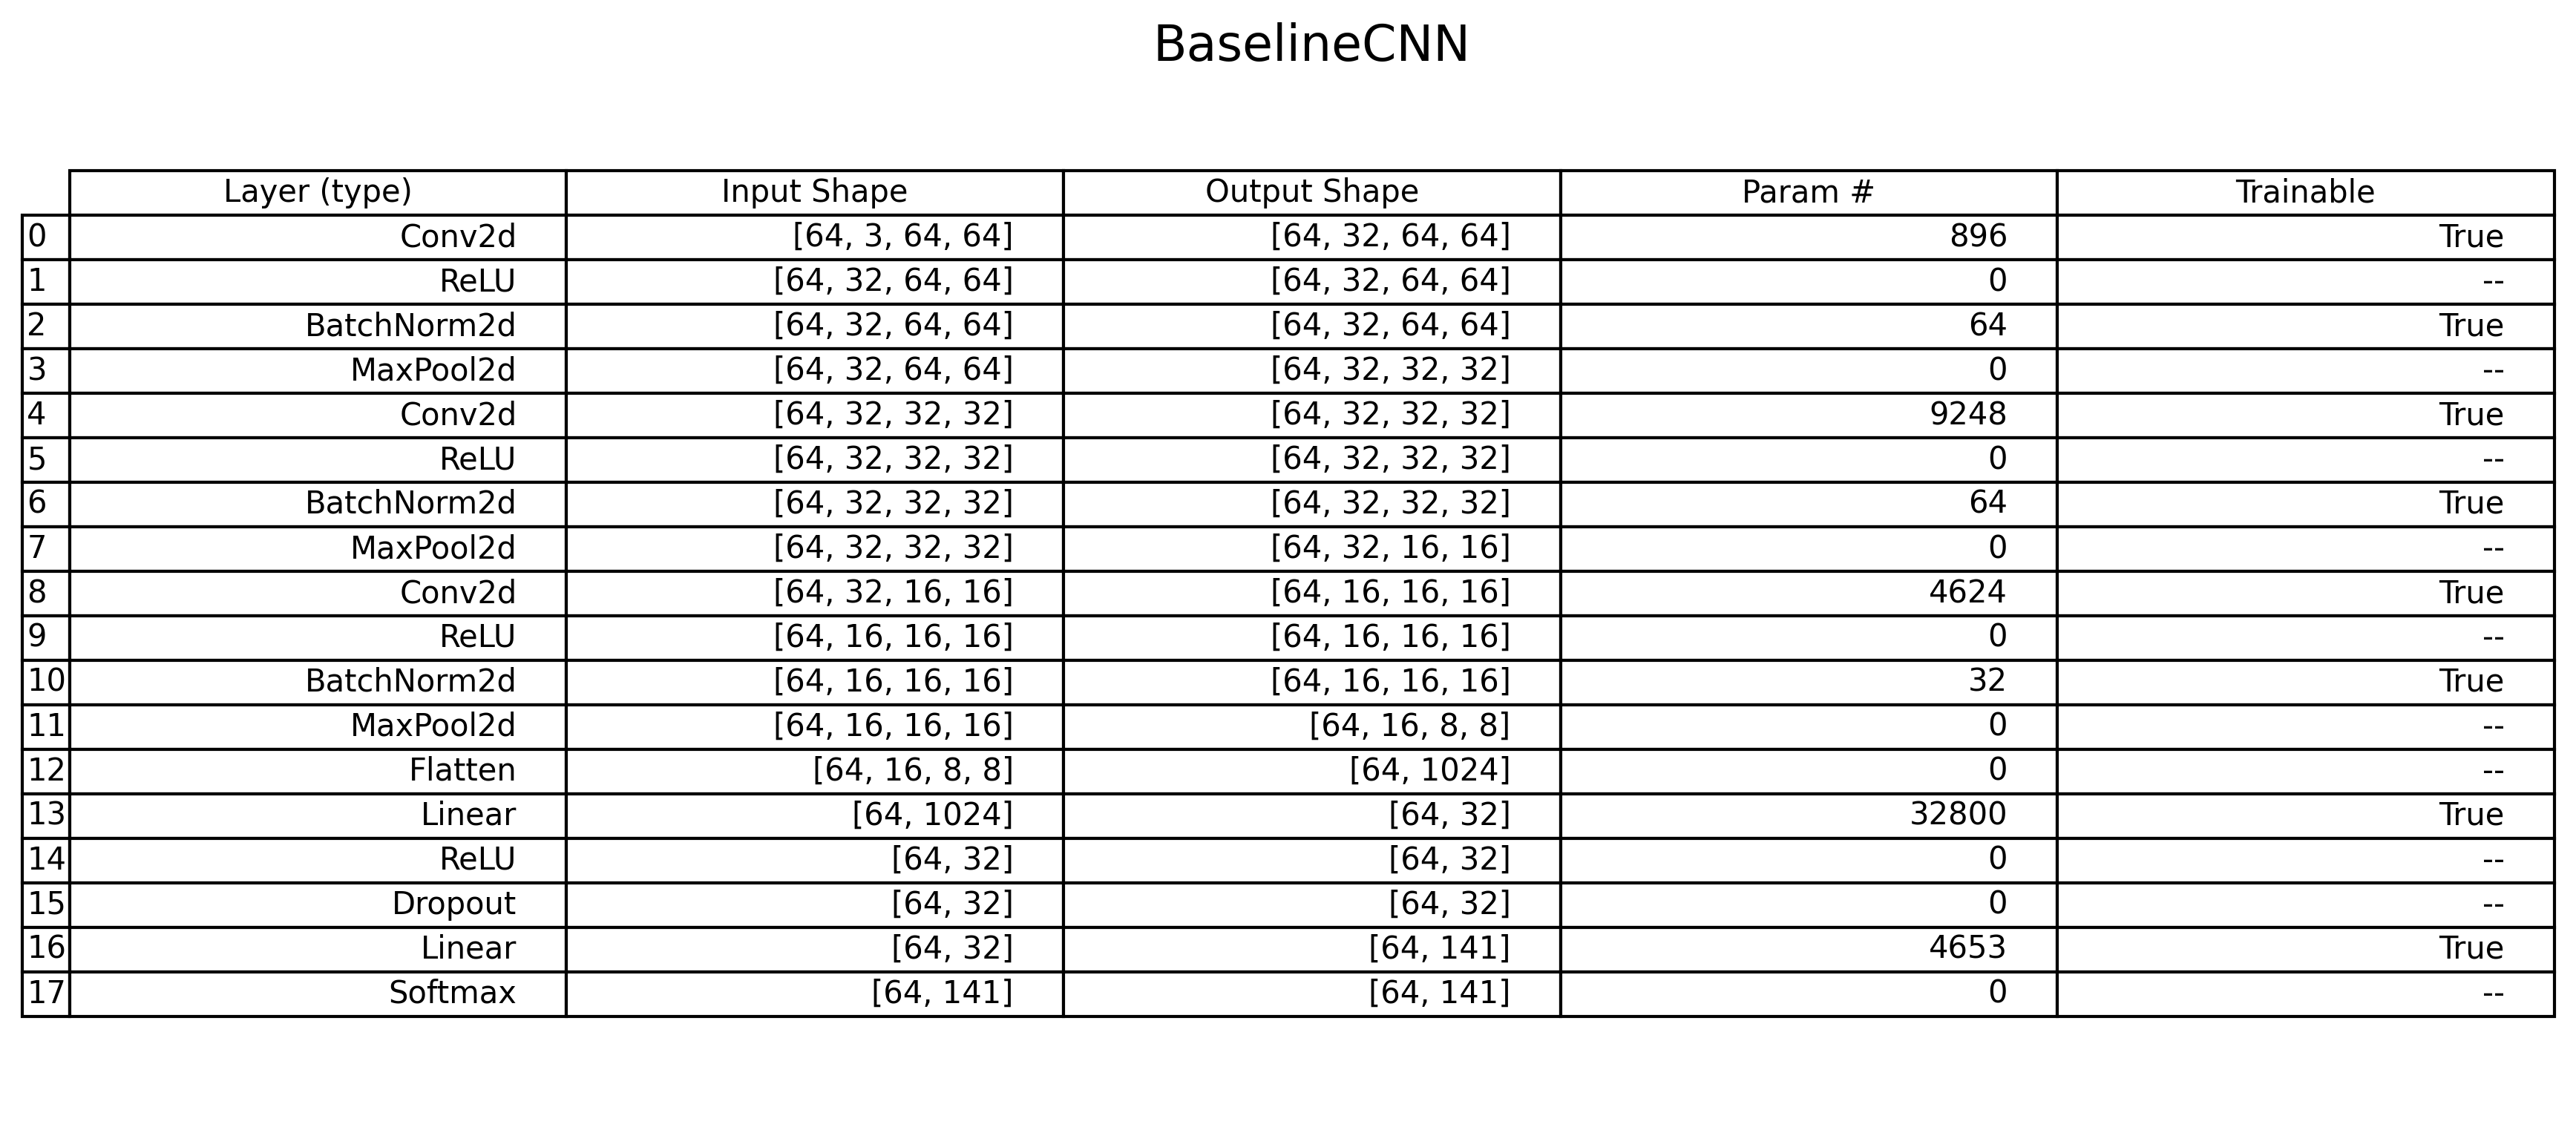 BaselineCNN
Layer (type) Input Shape Output Shape Param # Trainable
0 Conv2d [64, 3, 64, 64] [64, 32, 64, 64] 896 True
1 ReLU [64, 32, 64, 64] [64, 32, 64, 64] 0 --
2 BatchNorm2d [64, 32, 64, 64] [64, 32, 64, 64] 64 True
3 MaxPool2d [64, 32, 64, 64] [64, 32, 32, 32] 0 --
4 Conv2d [64, 32, 32, 32] [64, 32, 32, 32] 9248 True
5 ReLU [64, 32, 32, 32] [64, 32, 32, 32] 0 --
6 BatchNorm2d [64, 32, 32, 32] [64, 32, 32, 32] 64 True
7 MaxPool2d [64, 32, 32, 32] [64, 32, 16, 16] 0 --
8 Conv2d [64, 32, 16, 16] [64, 16, 16, 16] 4624 True
9 ReLU [64, 16, 16, 16] [64, 16, 16, 16] 0 --
10 BatchNorm2d [64, 16, 16, 16] [64, 16, 16, 16] 32 True
11 MaxPool2d [64, 16, 16, 16] [64, 16, 8, 8] 0 --
12 Flatten [64, 16, 8, 8] [64, 1024] 0 --
13 Linear [64, 1024] [64, 32] 32800 True
14 ReLU [64, 32] [64, 32] 0 --
15 Dropout [64, 32] [64, 32] 0 --
16 Linear [64, 32] [64, 141] 4653 True
17 Softmax [64, 141] [64, 141] 0 --